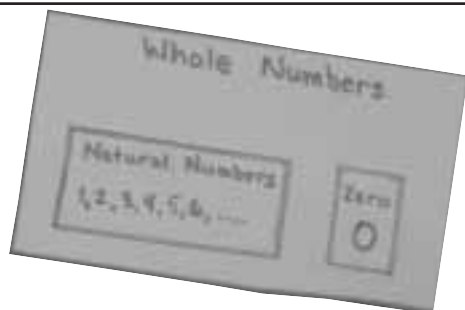 Whole Numbers
Natural Numbers
1, 2, 3, 4, 5, 6, ....
Zero
0